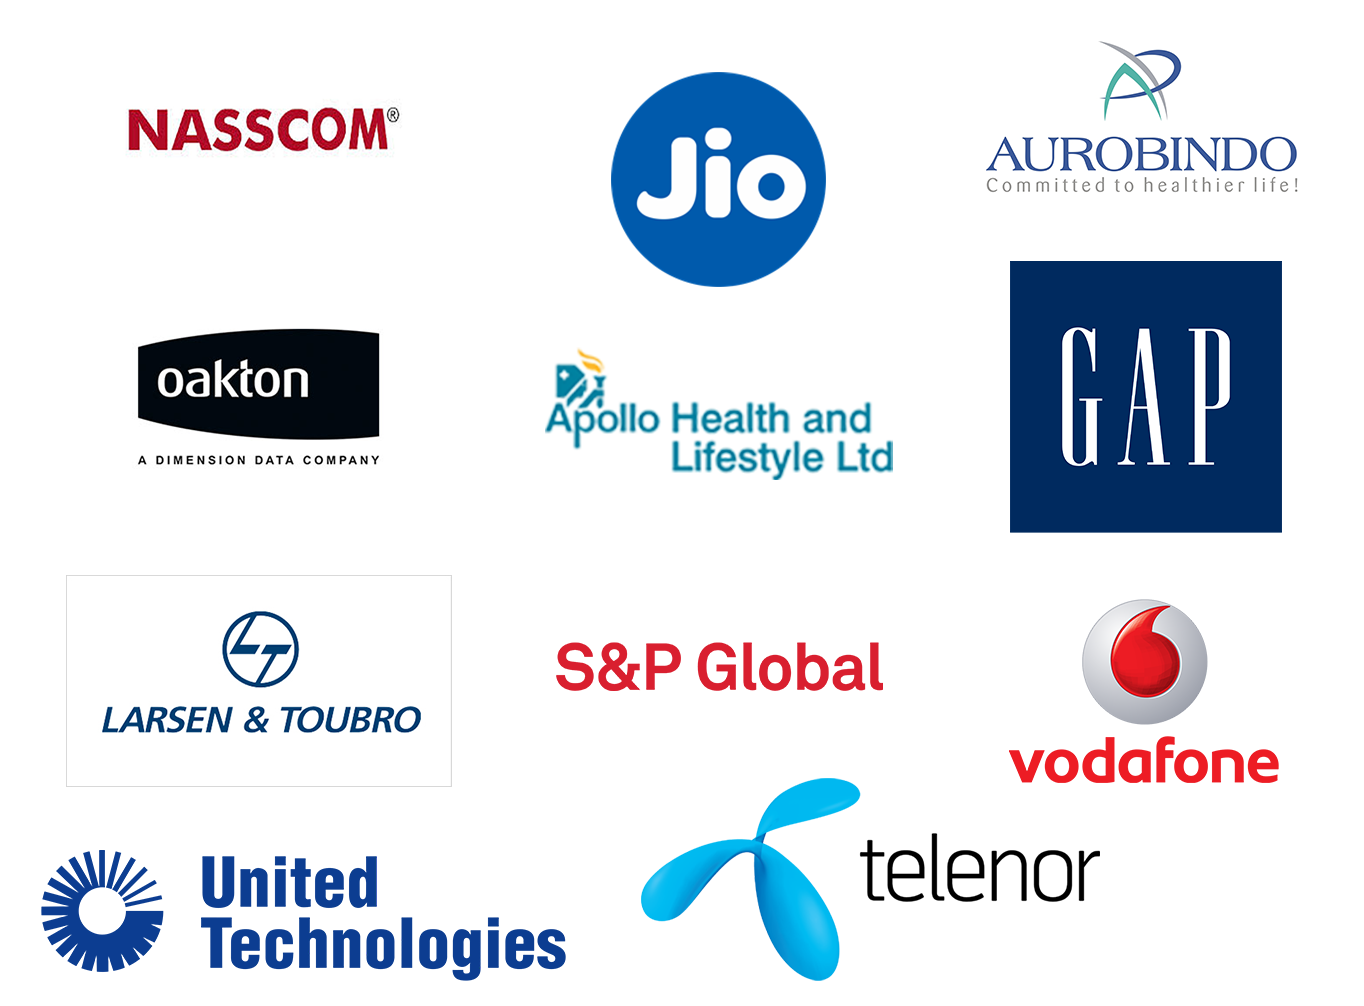 NASSCOM®
Jio
AUROBINDO
Committed to healthier life!
oakton
A DIMENSION DATA COMPANY
Apollo Health and
Lifestyle Ltd
GAP
LT
LARSEN & TOUBRO
S&P Global
vodafone
United
Technologies
telenor